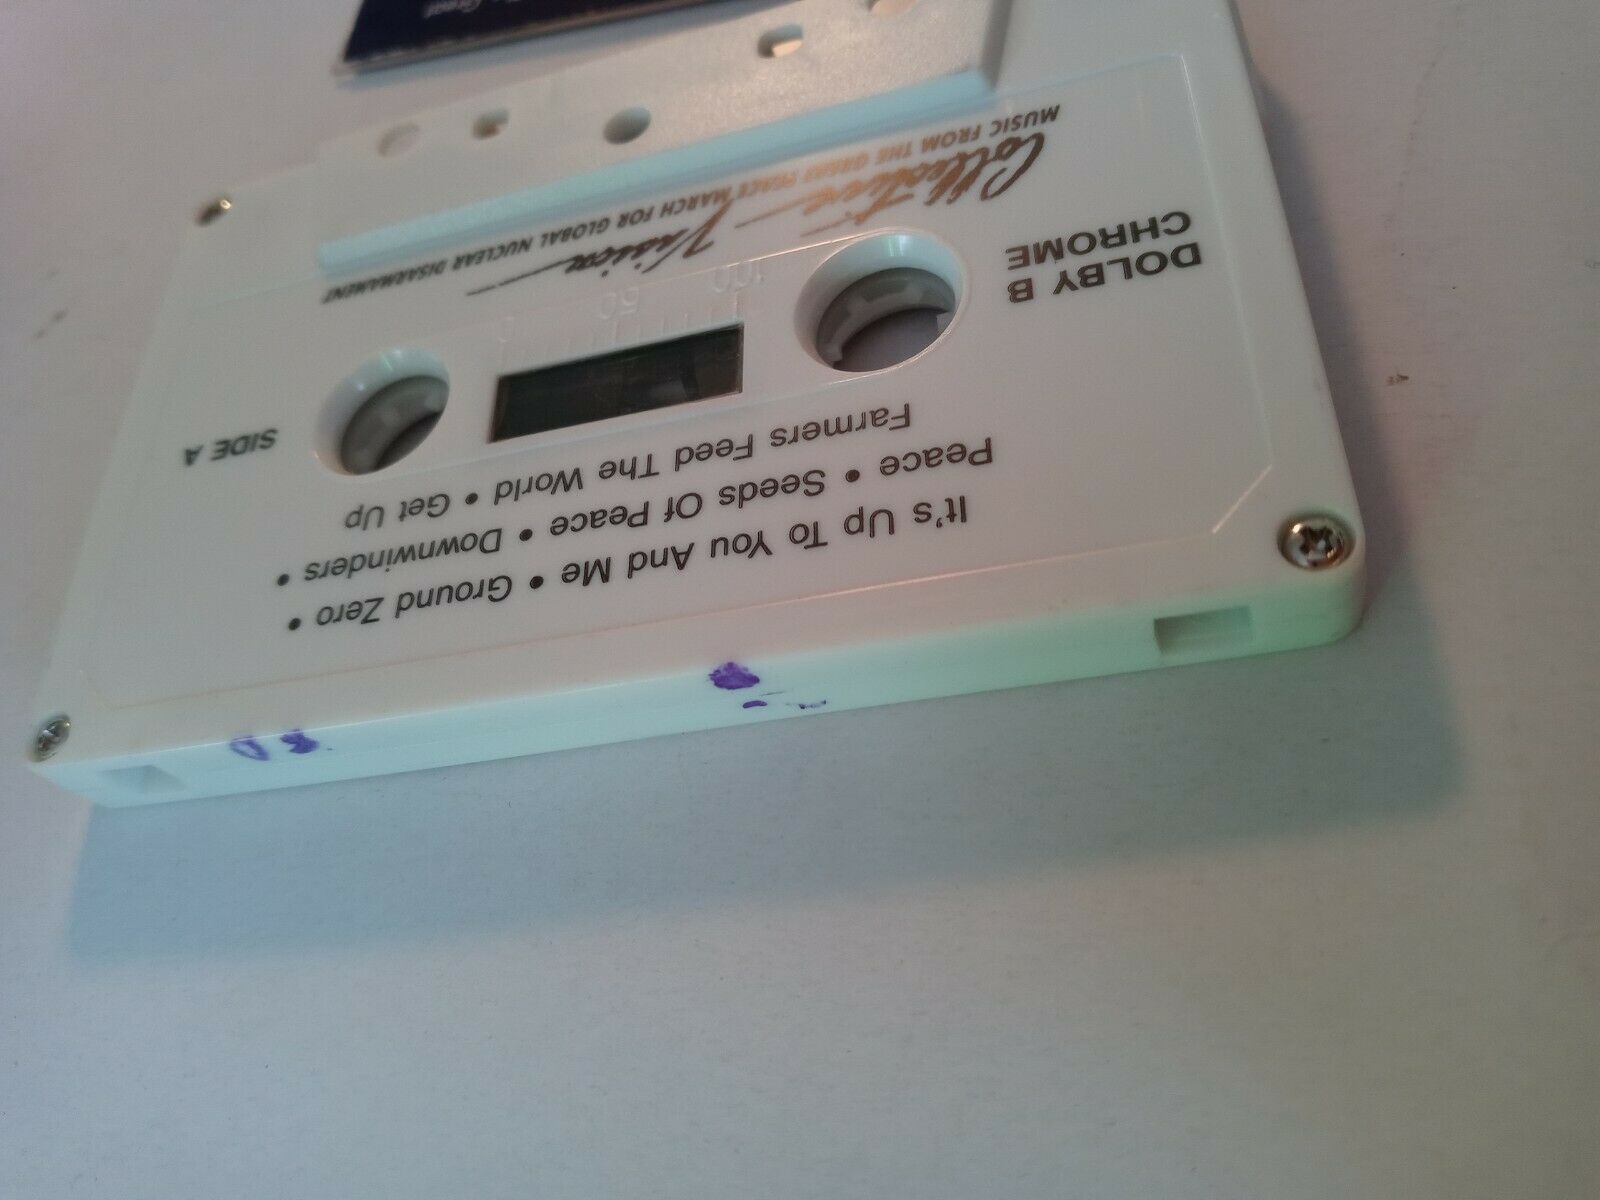 It's Up To You And Me • Ground Zero •
Peace • Seeds Of Peace • Downwinders •
Farmers Feed The World • Get Up
SIDE A
DOLBY B
CHROME
100 50 0
Collective Vision
MUSIC FROM THE GREAT PEACE MARCH FOR GLOBAL NUCLEAR DISARMAMENT